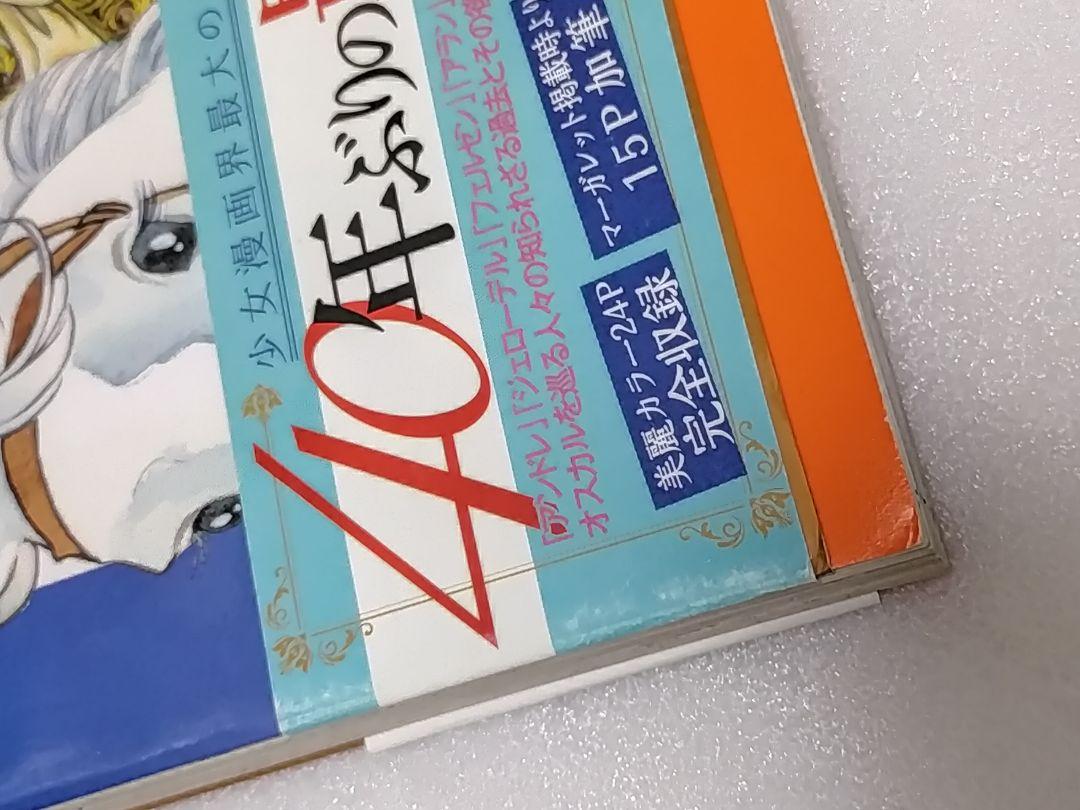 少女漫画界最大の
40年ぶりの
「アンドレ」「ジェローデル」「フェルゼン」「アラン」
オスカルを巡る人々の知られざる過去とその
マーガレット掲載時より
15P加筆
美麗カラー24P
完全収録